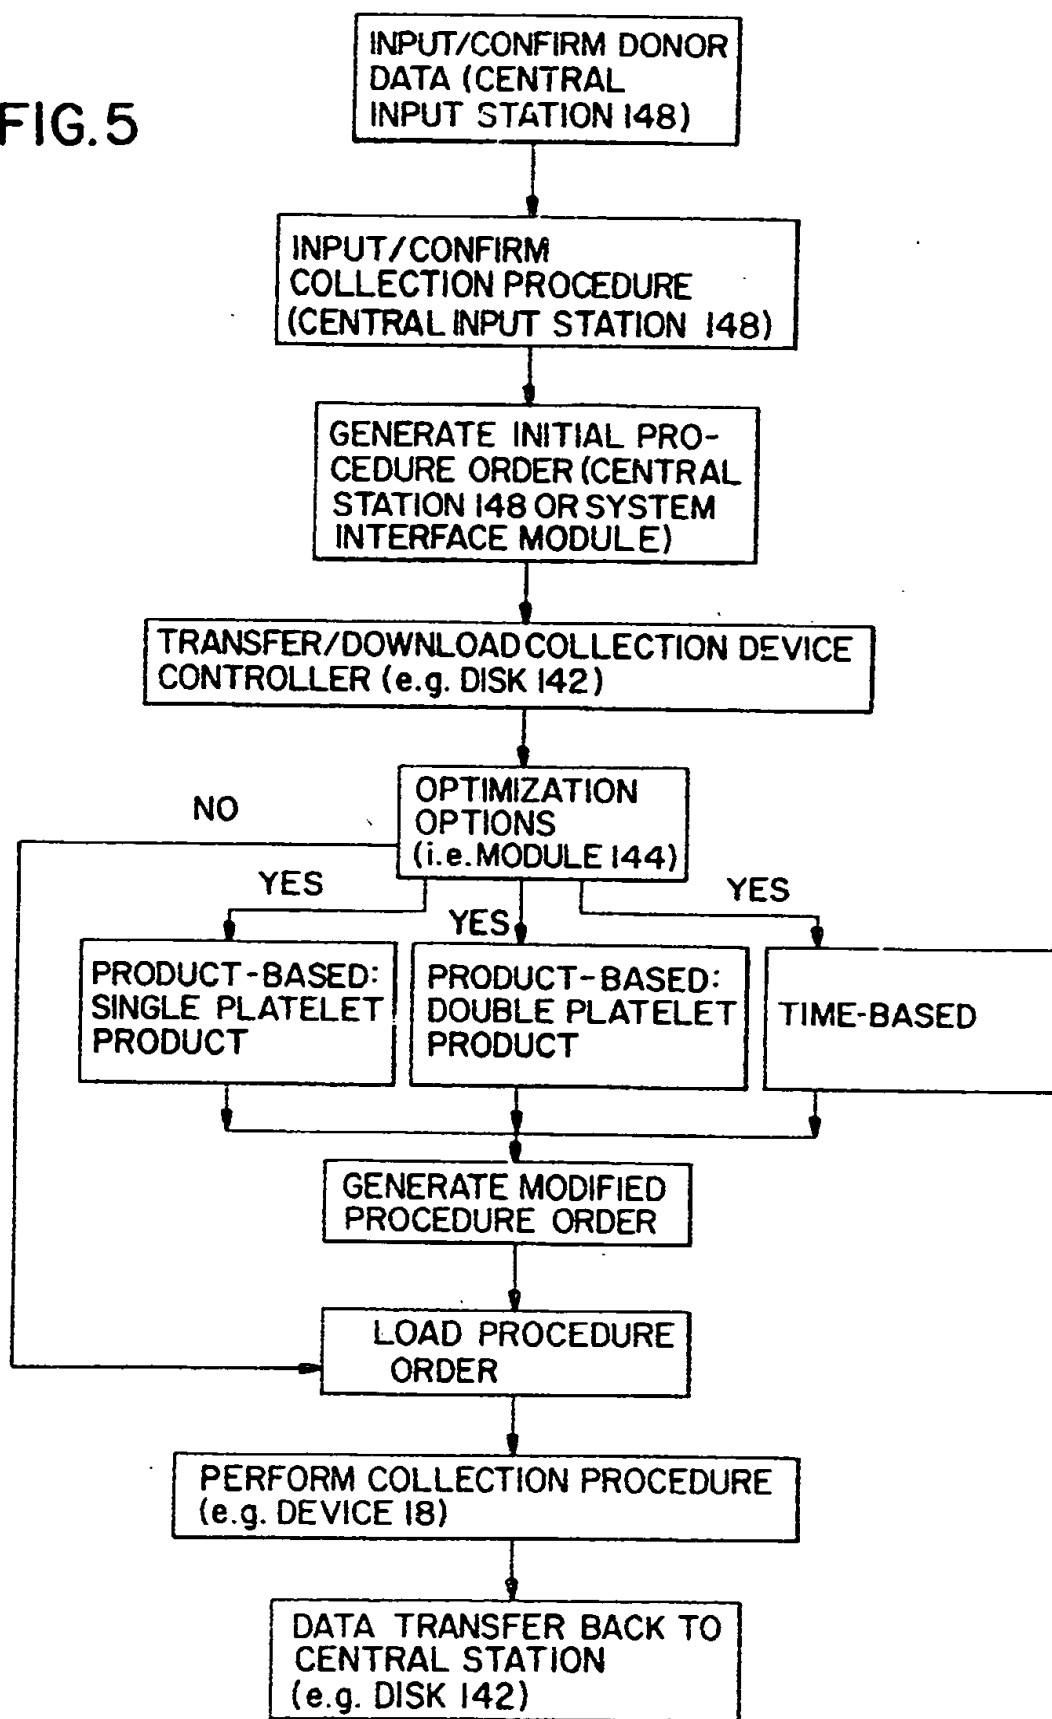 FIG.5
INPUT/CONFIRM DONOR
DATA (CENTRAL
INPUT STATION 148)
INPUT/CONFIRM
COLLECTION PROCEDURE
(CENTRAL INPUT STATION 148)
GENERATE INITIAL PRO-
CEDURE ORDER (CENTRAL
STATION 148 OR SYSTEM
INTERFACE MODULE)
TRANSFER/DOWNLOAD COLLECTION DEVICE
CONTROLLER (e.g. DISK 142)
OPTIMIZATION
OPTIONS
(i.e. MODULE 144)
NO
YES
YES
YES
PRODUCT-BASED:
SINGLE PLATELET
PRODUCT
PRODUCT-BASED:
DOUBLE PLATELET
PRODUCT
TIME-BASED
GENERATE MODIFIED
PROCEDURE ORDER
LOAD PROCEDURE
ORDER
PERFORM COLLECTION PROCEDURE
(e.g. DEVICE 18)
DATA TRANSFER BACK TO
CENTRAL STATION
(e.g. DISK 142)